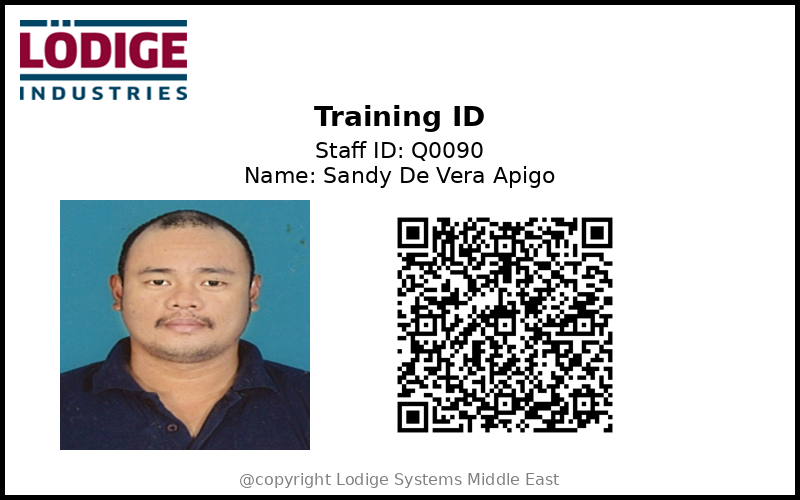 LÖDIGE
INDUSTRIES
Training ID
Staff ID: Q0090
Name: Sandy De Vera Apigo
@copyright Lodige Systems Middle East